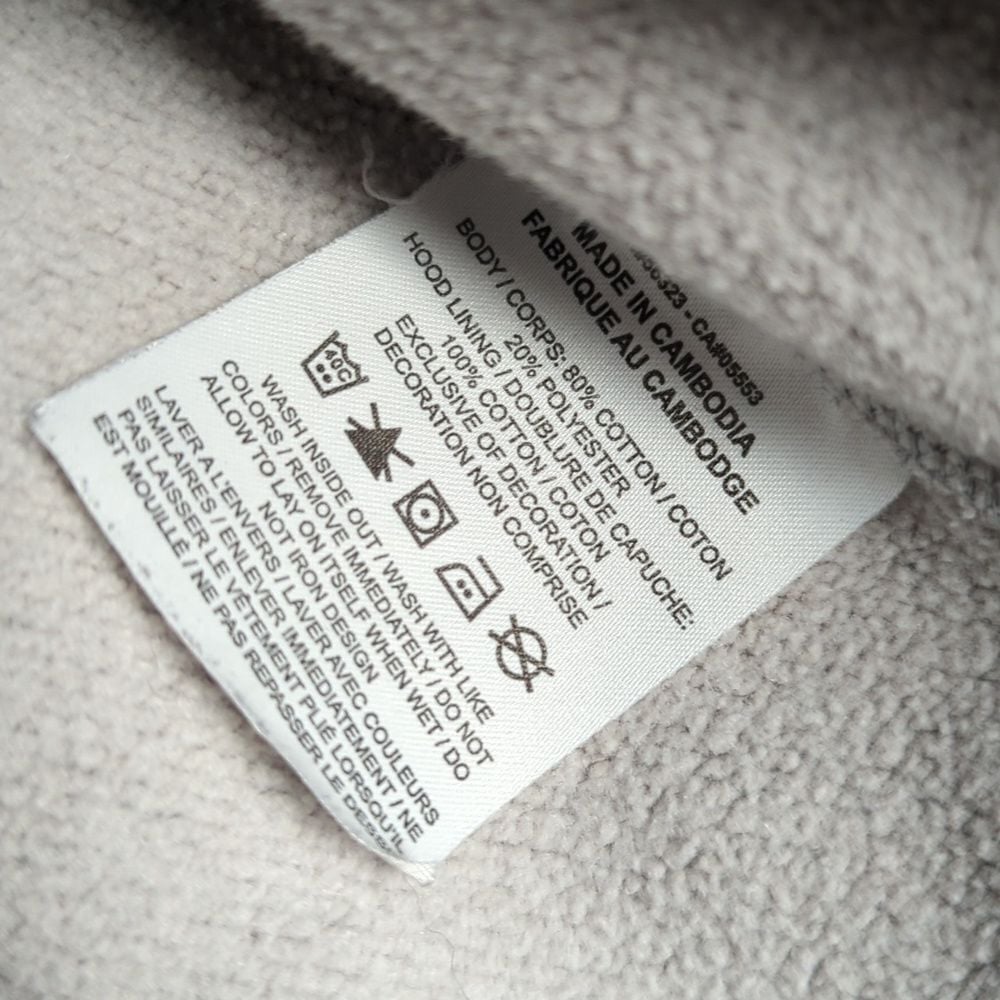 CA#05553
MADE IN CAMBODIA
FABRIQUE AU CAMBODGE
BODY / CORPS: 80% COTTON / COTON
20% POLYESTER
HOOD LINING / DOUBLURE DE CAPUCHE:
100% COTTON / COTON
EXCLUSIVE OF DECORATION /
DECORATION NON COMPRISE
40C
WASH INSIDE OUT / WASH WITH LIKE
COLORS / REMOVE IMMEDIATELY / DO NOT
ALLOW TO LAY ON ITSELF WHEN WET / DO
NOT IRON DESIGN
LAVER A L'ENVERS / LAVER AVEC COULEURS
SIMILAIRES / ENLEVER IMMEDIATEMENT / NE
PAS LAISSER LE VÊTEMENT PLIÉ LORSQU'IL
EST MOUILLÉ / NE PAS REPASSER LE